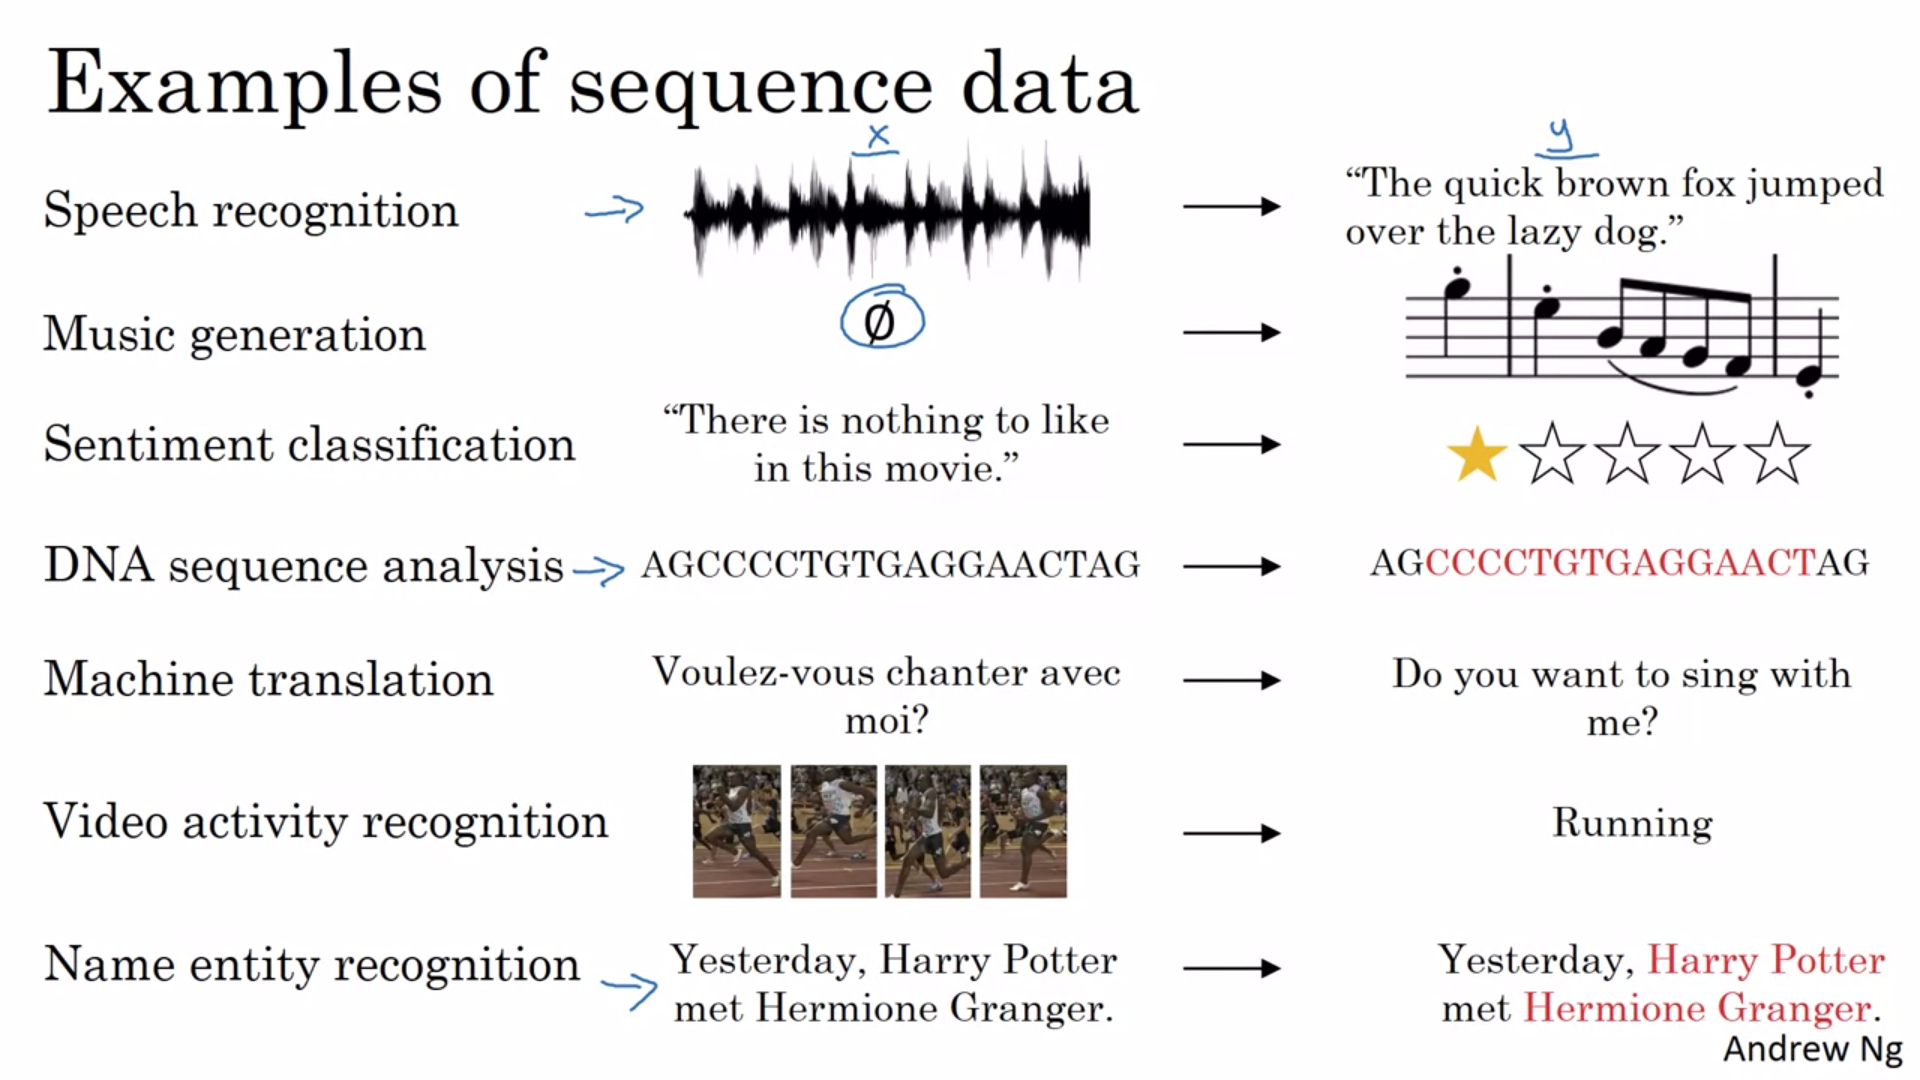 Examples of sequence data
x
y
Speech recognition
“The quick brown fox jumped
over the lazy dog.”
Music generation
∅
Sentiment classification
“There is nothing to like
in this movie.”
DNA sequence analysis
AGCCCCTGTGAGGAACTAG
AGCCCCTGTGAGGAACTAG
Machine translation
Voulez-vous chanter avec
moi?
Do you want to sing with
me?
Video activity recognition
Running
Name entity recognition
Yesterday, Harry Potter
met Hermione Granger.
Yesterday, Harry Potter
met Hermione Granger.
Andrew Ng